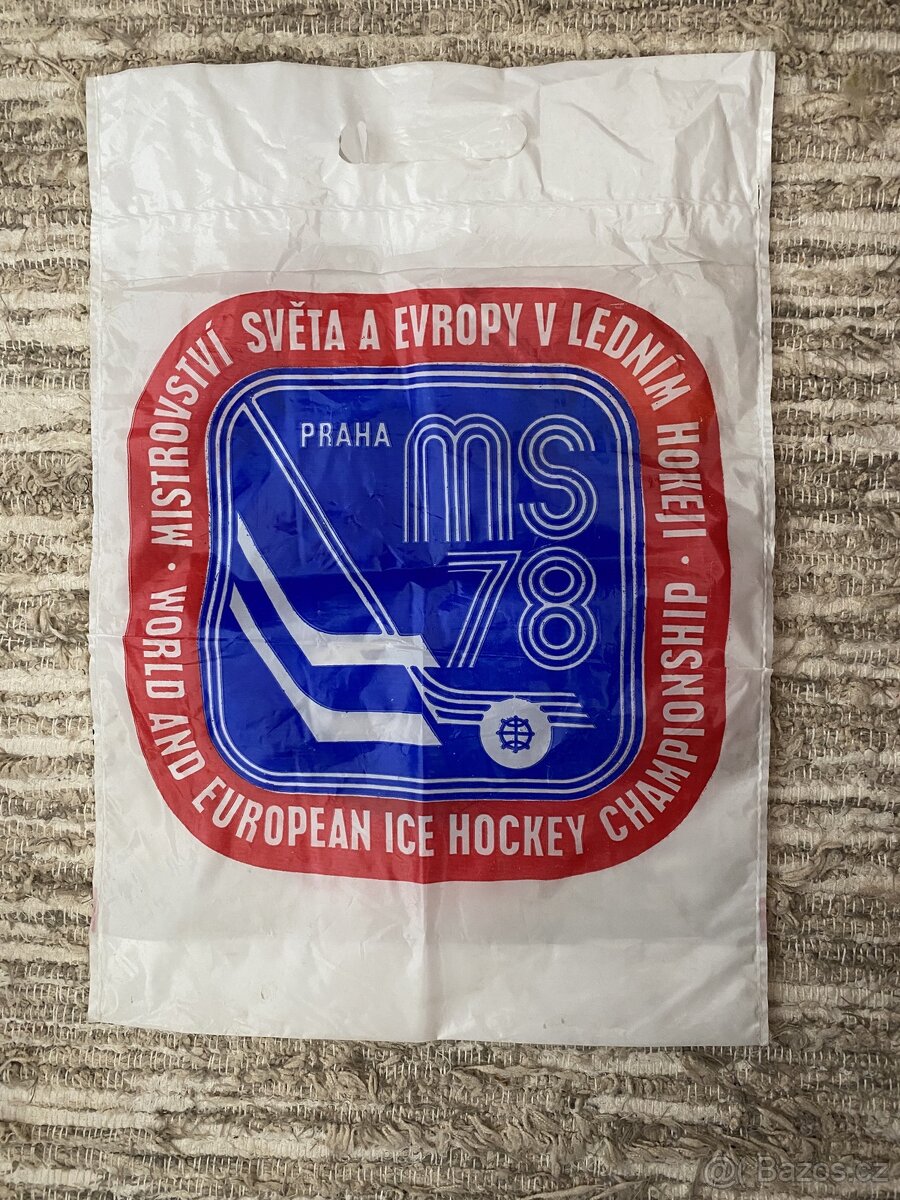 MISTROVSTVÍ SVĚTA A EVROPY V LEDNÍM HOKEJI
PRAHA
MS
78
WORLD AND EUROPEAN ICE HOCKEY CHAMPIONSHIP
Bazos.cz